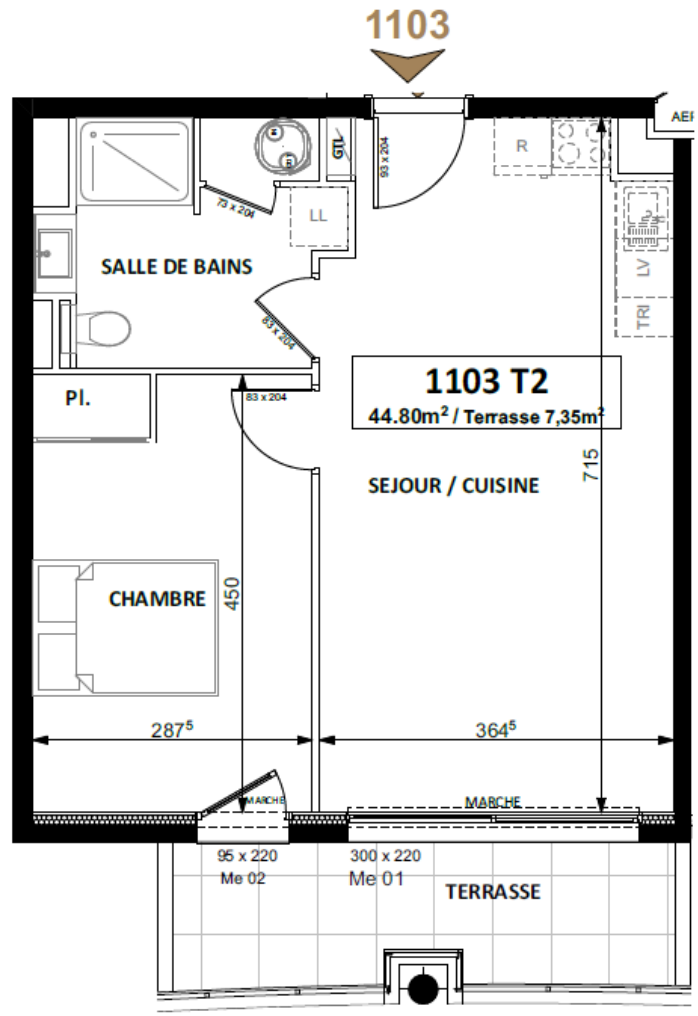 1103
AEF
GTL
93 x 204
R
73 x 204
LL
SALLE DE BAINS
LV
83 x 204
TRI
1103 T2
44.80m² / Terrasse 7,35m²
Pl.
83 x 204
715
SEJOUR / CUISINE
CHAMBRE
450
287⁵
364⁵
MARCHE
MARCHE
95 x 220
Me 02
300 x 220
Me 01
TERRASSE